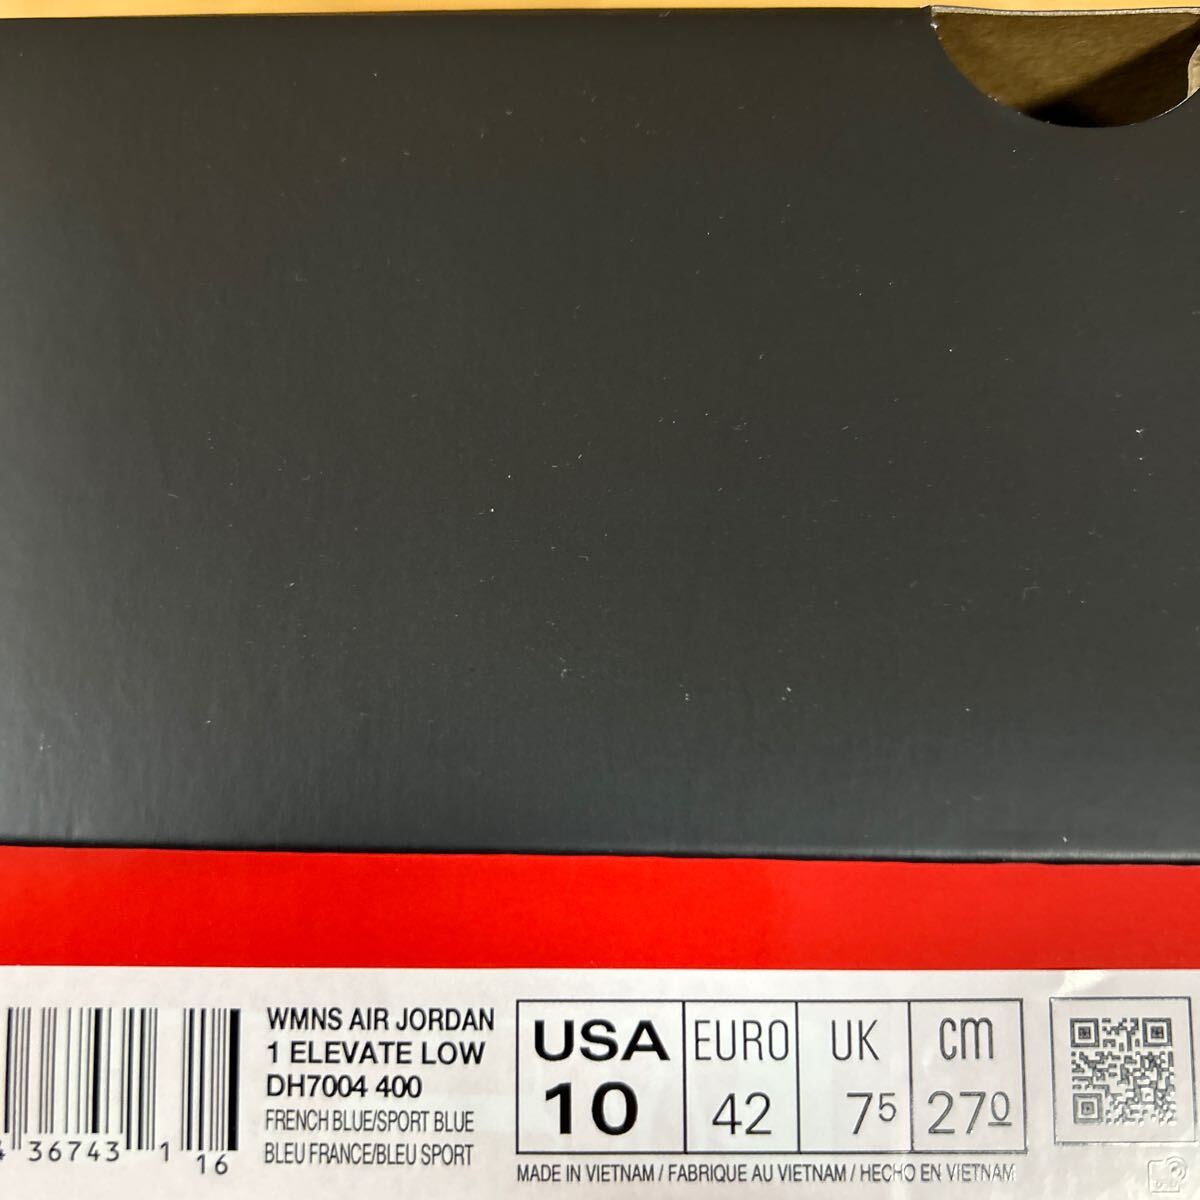 WMNS AIR JORDAN
1 ELEVATE LOW
DH7004 400
FRENCH BLUE/SPORT BLUE
BLEU FRANCE/BLEU SPORT
36743 1
16
USA EURO UK cm
10 42 7⁵ 27⁰
MADE IN VIETNAM / FABRIQUE AU VIETNAM / HECHO EN VIETNAM